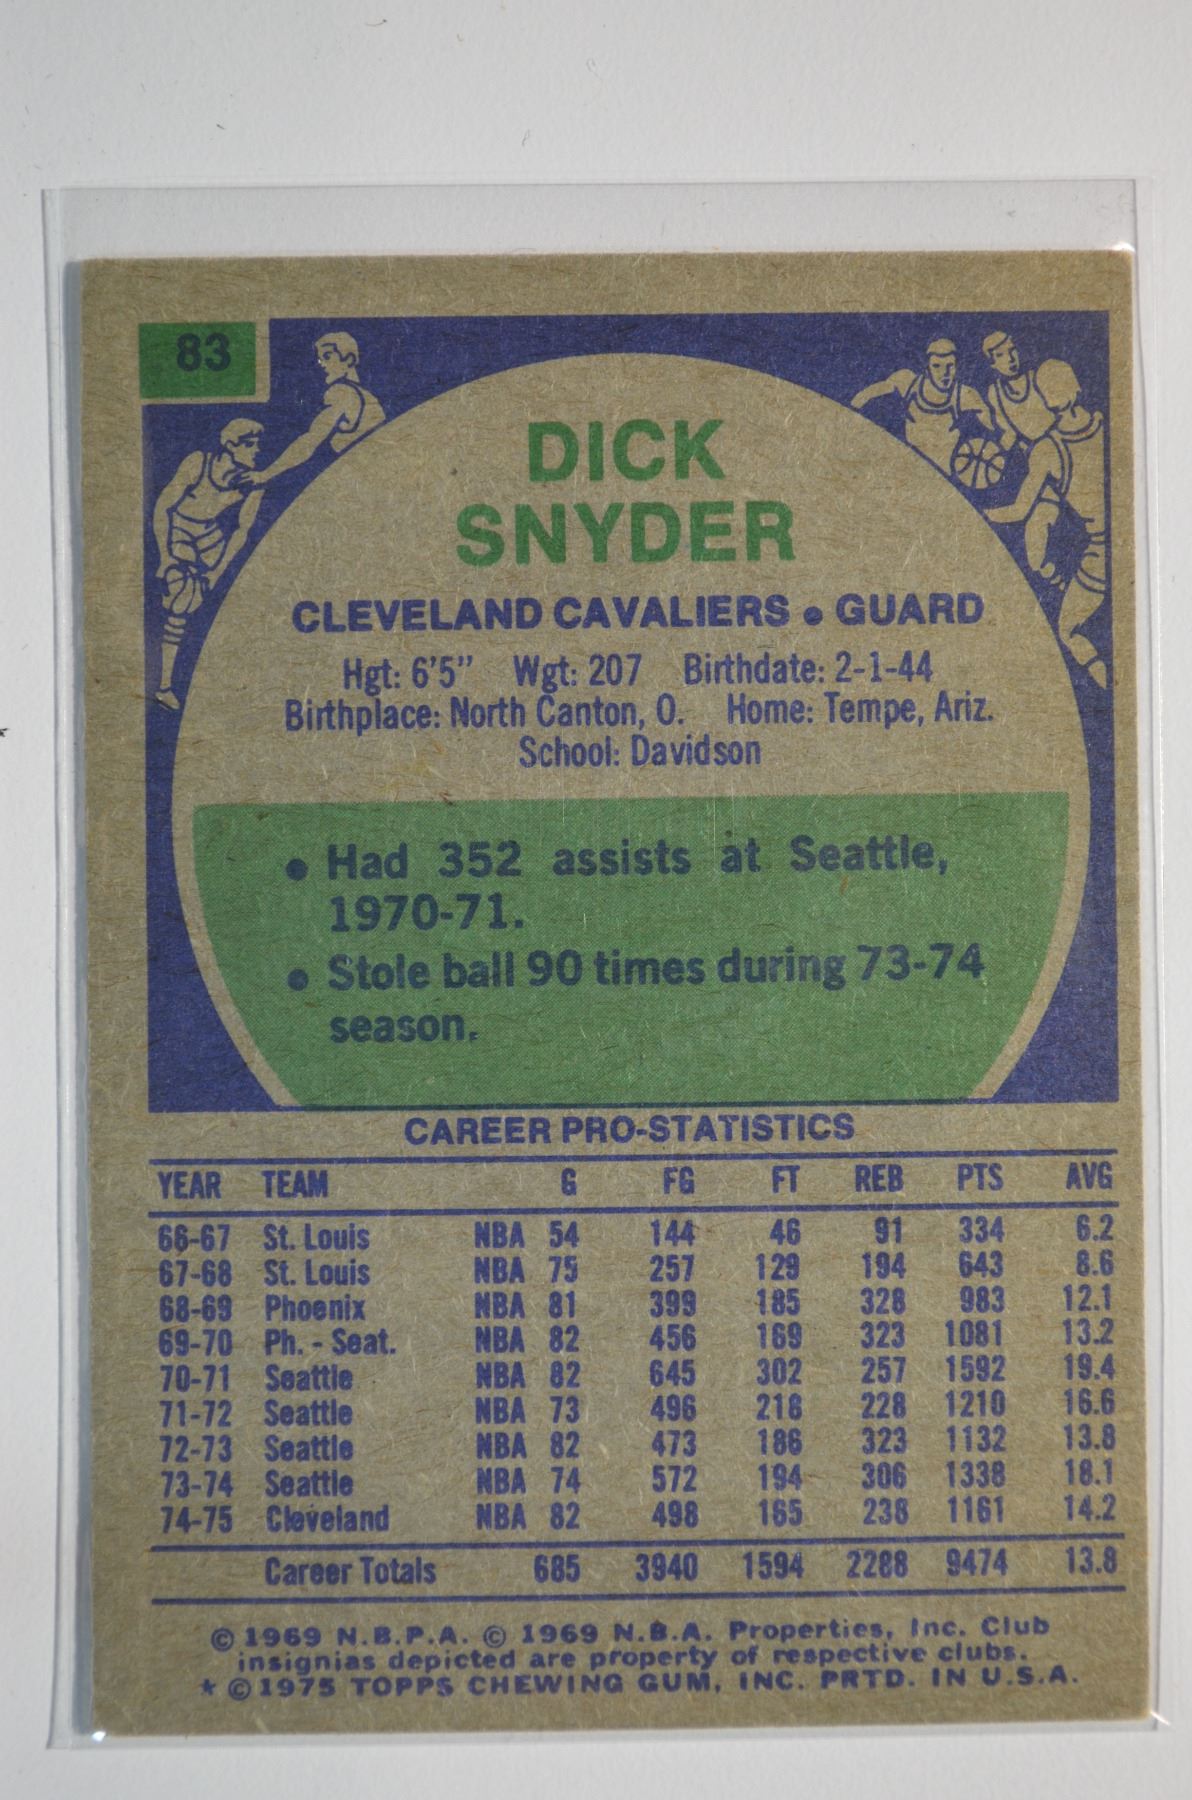 83
DICK
SNYDER
CLEVELAND CAVALIERS • GUARD
Hgt: 6'5" Wgt: 207 Birthdate: 2-1-44
Birthplace: North Canton, O. Home: Tempe, Ariz.
School: Davidson
• Had 352 assists at Seattle,
1970-71.
• Stole ball 90 times during 73-74
season.
CAREER PRO-STATISTICS
YEAR TEAM G FG FT REB PTS AVG
66-67 St. Louis NBA 54 144 46 91 334 6.2
67-68 St. Louis NBA 75 257 129 194 643 8.6
68-69 Phoenix NBA 81 399 185 328 983 12.1
69-70 Ph. - Seat. NBA 82 456 169 323 1081 13.2
70-71 Seattle NBA 82 645 302 257 1592 19.4
71-72 Seattle NBA 73 496 218 228 1210 16.6
72-73 Seattle NBA 82 473 186 323 1132 13.8
73-74 Seattle NBA 74 572 194 306 1338 18.1
74-75 Cleveland NBA 82 498 165 238 1161 14.2
Career Totals 685 3940 1594 2288 9474 13.8
© 1969 N.B.P.A. © 1969 N.B.A. Properties, Inc. Club
insignias depicted are property of respective clubs.
* © 1975 TOPPS CHEWING GUM, INC. PRTD. IN U.S.A.